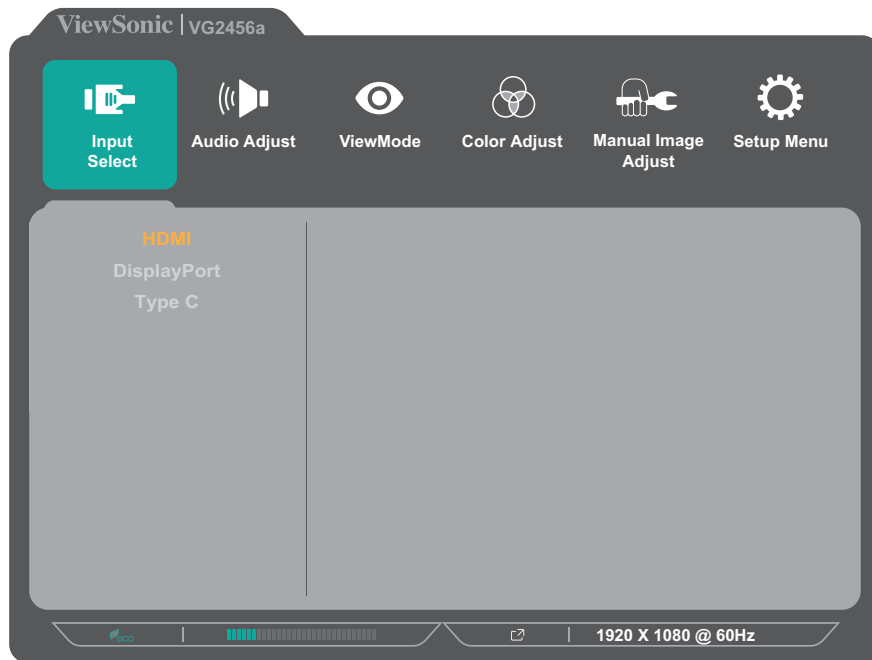 ViewSonic | VG2456a
Input
Select
Audio Adjust
ViewMode
Color Adjust
Manual Image
Adjust
Setup Menu
HDMI
DisplayPort
Type C
eco
1920 X 1080 @ 60Hz